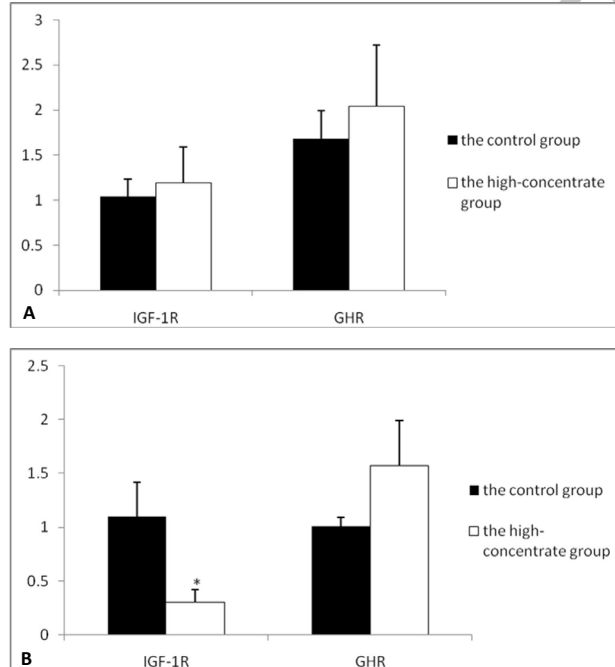 3
2.5
2
1.5
1
0.5
0
IGF-1R
GHR
the control group
the high-concentrate
group
A
2.5
2
1.5
1
0.5
0
*
IGF-1R
GHR
the control group
the high-
concentrate group
B